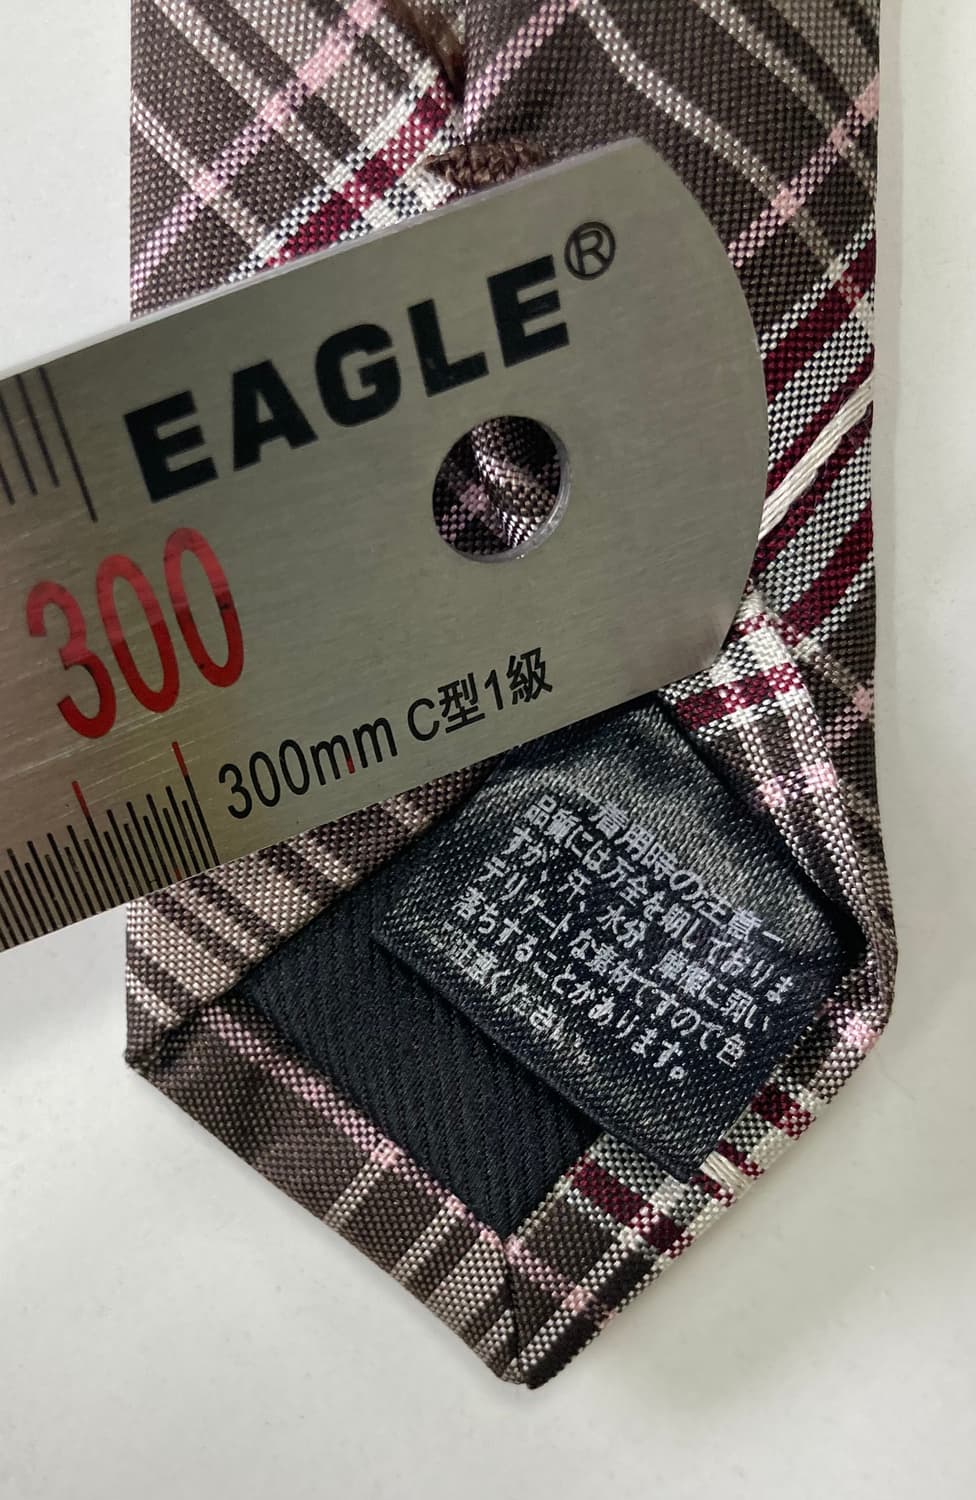 EAGLE®
300
300mm C型1級
－着用時の注意－
品質には万全を期しておりま
すが、汗、水分、摩擦に弱い
デリケートな素材ですので色
落ちすることがあります。
ご注意ください。